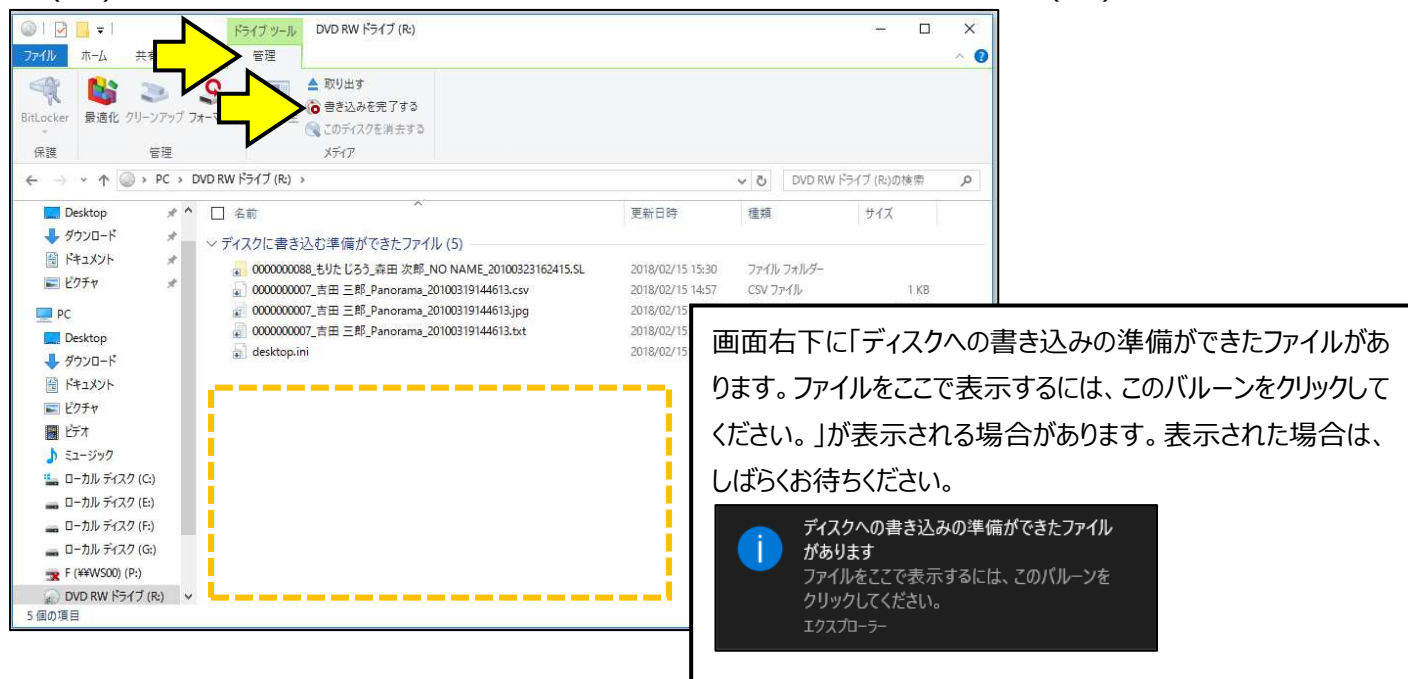 ドライブ ツール
DVD RW ドライブ (R:)
ファイル
ホーム
管理
BitLocker
最適化
クリーンアップ
取り出す
書き込みを完了する
このディスクを消去する
保護
管理
メディア
PC › DVD RW ドライブ (R:) ›
DVD RW ドライブ (R:)の検索
Desktop
ダウンロード
ドキュメント
ピクチャ
PC
Desktop
ダウンロード
ドキュメント
ピクチャ
ビデオ
ミュージック
ローカル ディスク (C:)
ローカル ディスク (E:)
ローカル ディスク (F:)
ローカル ディスク (G:)
F (¥¥WS00) (P:)
DVD RW ドライブ (R:)
5 個の項目
名前 更新日時 種類 サイズ
ディスクに書き込む準備ができたファイル (5)
0000000088_もりた じろう_森田 次郎_NO NAME_20100323162415.SL 2018/02/15 15:30 ファイル フォルダー
0000000007_吉田 三郎_Panorama_20100319144613.csv 2018/02/15 14:57 CSV ファイル 1 KB
0000000007_吉田 三郎_Panorama_20100319144613.jpg 2018/02/15
0000000007_吉田 三郎_Panorama_20100319144613.txt 2018/02/15
desktop.ini 2018/02/15
画面右下に「ディスクへの書き込みの準備ができたファイルがあ
ります。ファイルをここで表示するには、このバルーンをクリックして
ください。」が表示される場合があります。表示された場合は、
しばらくお待ちください。
ディスクへの書き込みの準備ができたファイル
があります
ファイルをここで表示するには、このバルーンを
クリックしてください。
エクスプローラー